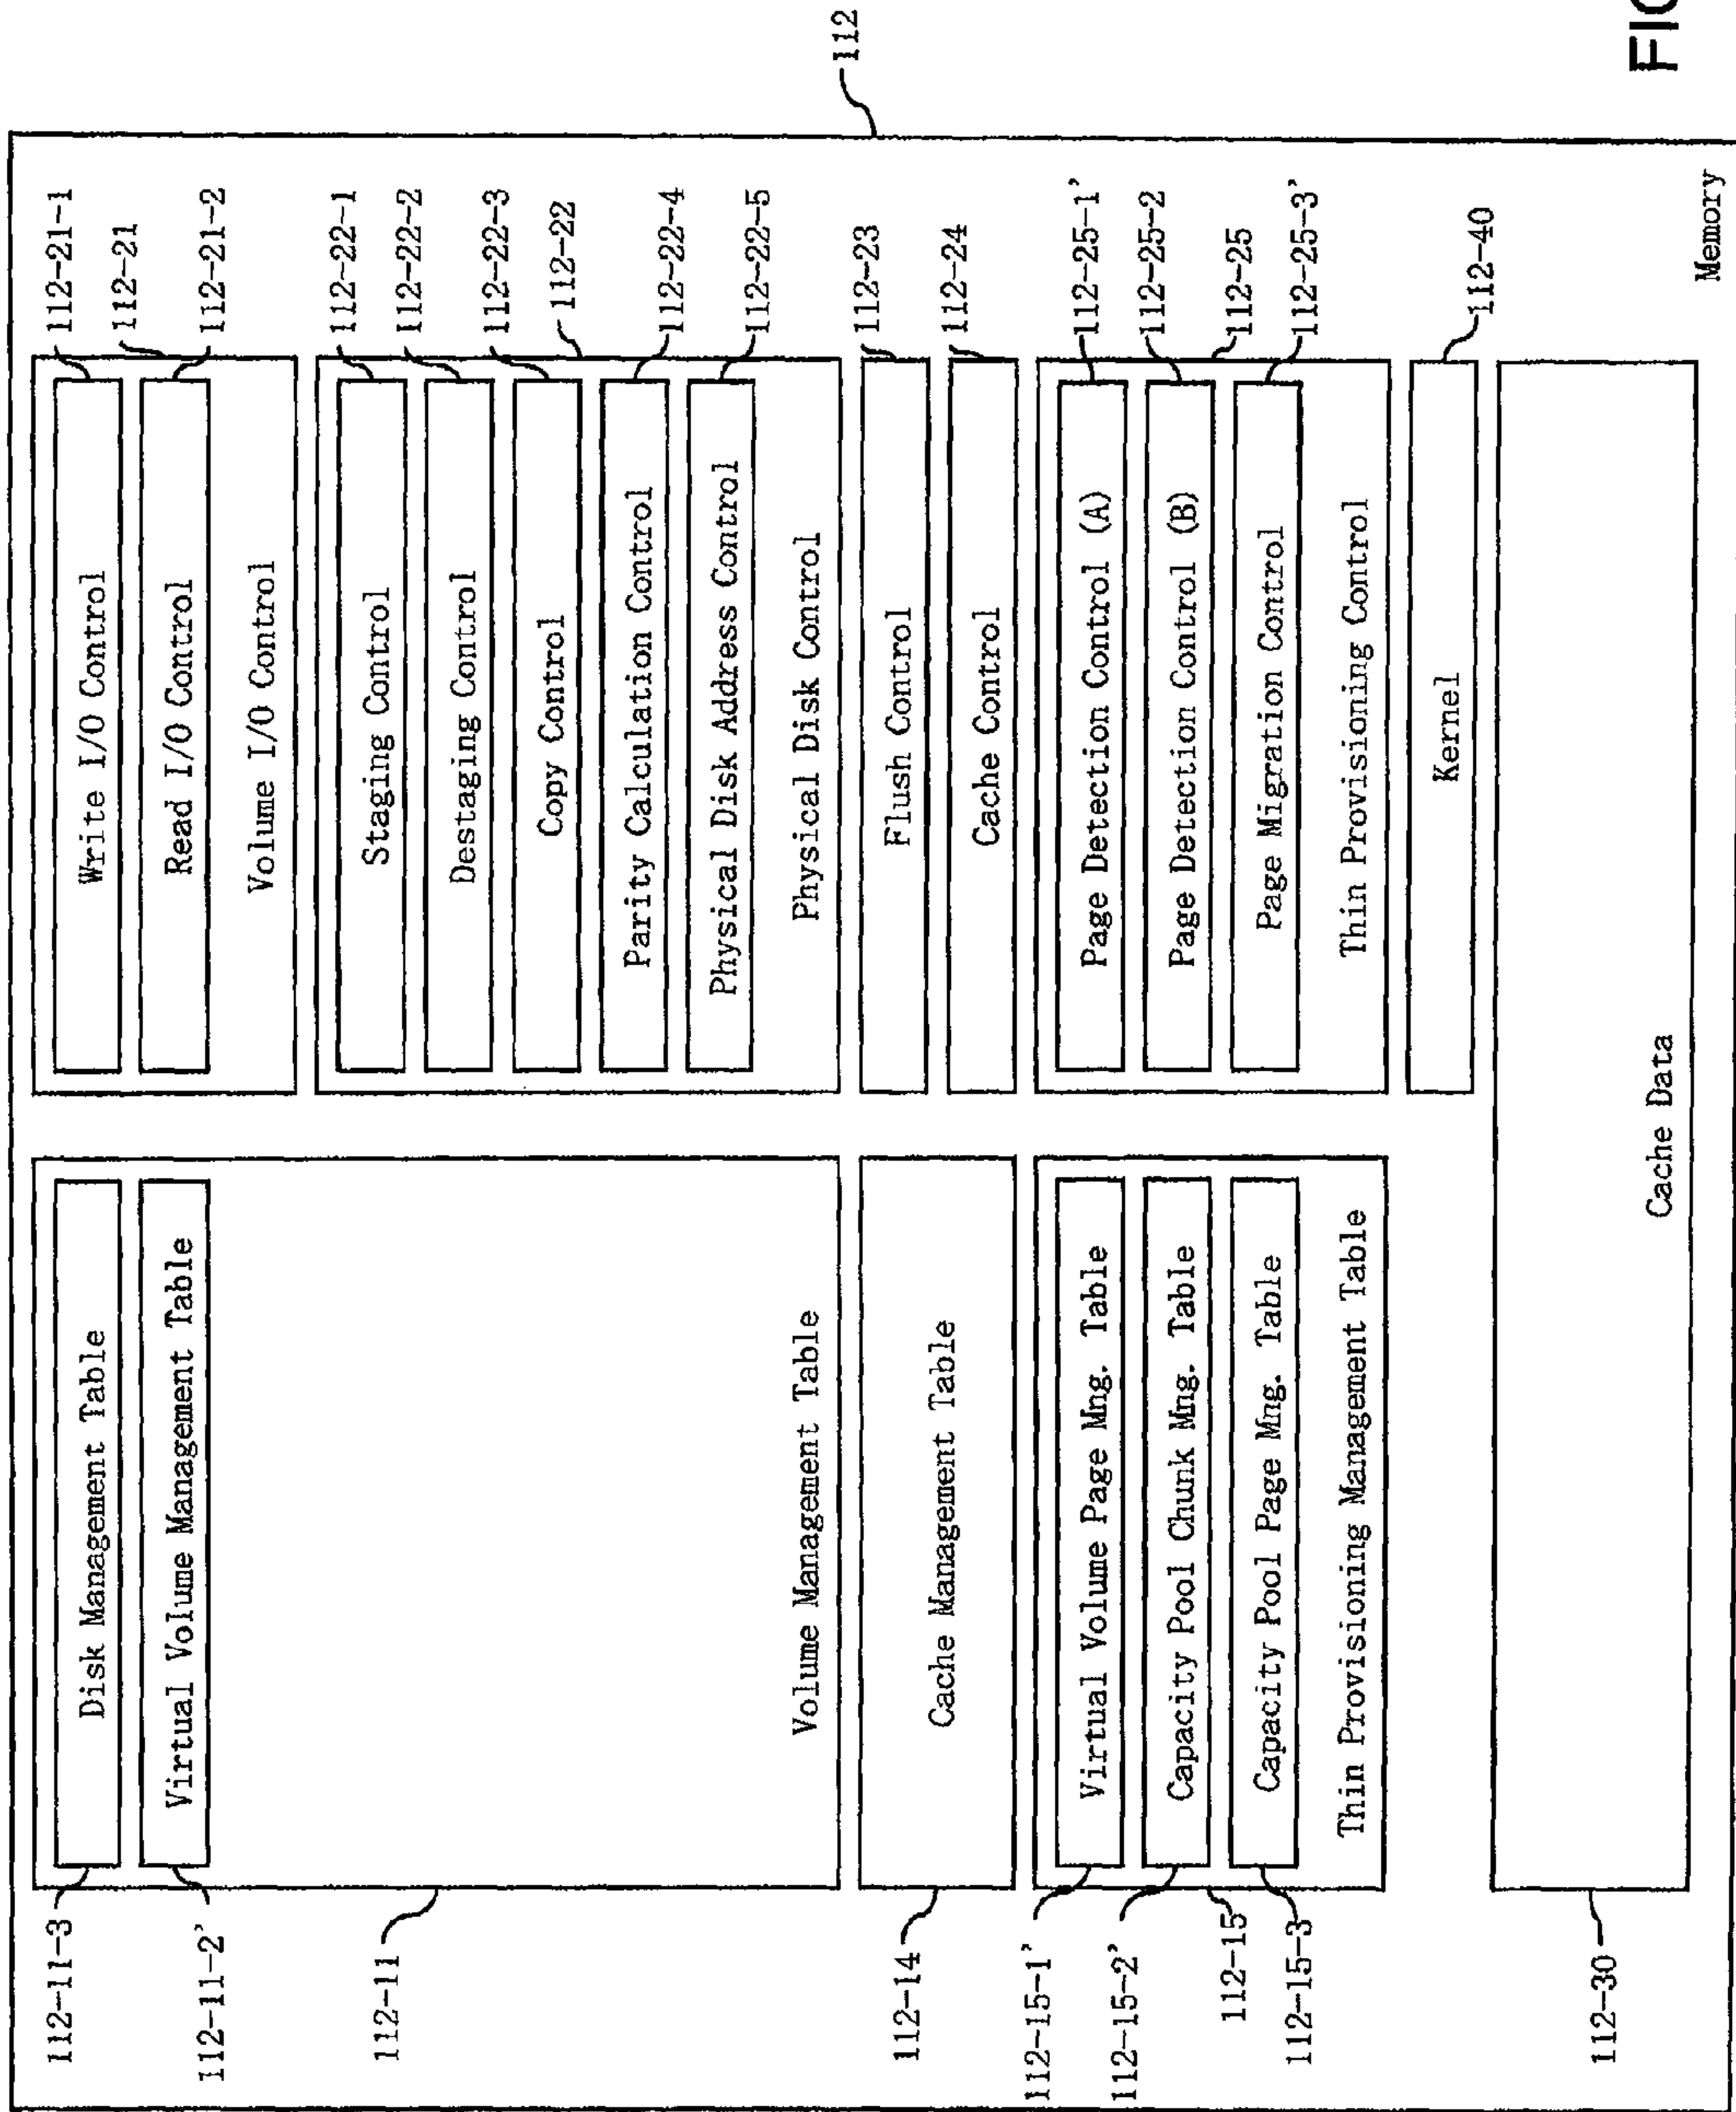 112
112-11-3
Disk Management Table
112-11-2’
Virtual Volume Management Table
112-11
Volume Management Table
112-14
Cache Management Table
112-15-1’
Virtual Volume Page Mng. Table
112-15-2’
Capacity Pool Chunk Mng. Table
112-15
112-15-3
Capacity Pool Page Mng. Table
Thin Provisioning Management Table
112-30
Cache Data
Write I/O Control
112-21-1
112-21
Read I/O Control
112-21-2
Volume I/O Control
Staging Control
112-22-1
Destaging Control
112-22-2
Copy Control
112-22-3
112-22
Parity Calculation Control
112-22-4
Physical Disk Address Control
112-22-5
Physical Disk Control
Flush Control
112-23
Cache Control
112-24
Page Detection Control (A)
112-25-1’
Page Detection Control (B)
112-25-2
112-25
Page Migration Control
112-25-3’
Thin Provisioning Control
Kernel
112-40
Memory